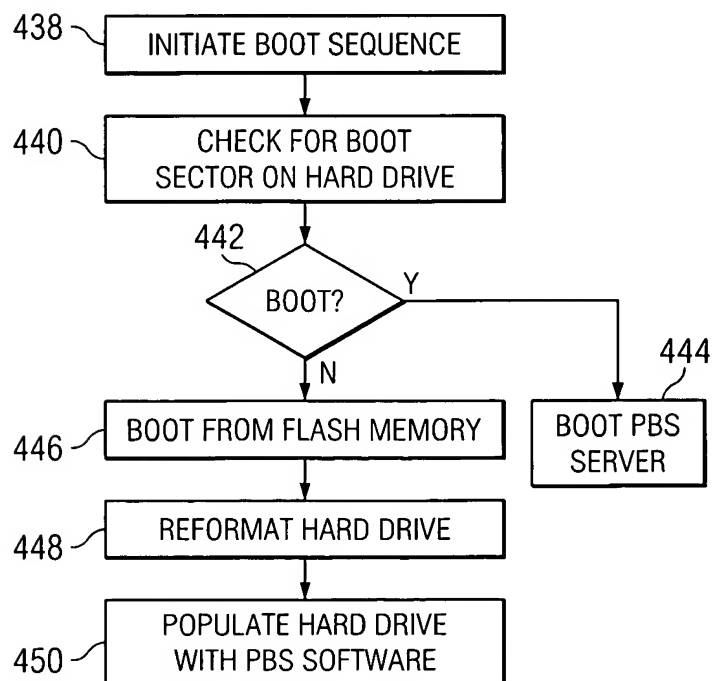 438
INITIATE BOOT SEQUENCE
440
CHECK FOR BOOT
SECTOR ON HARD DRIVE
442
BOOT?
Y
N
444
BOOT PBS
SERVER
446
BOOT FROM FLASH MEMORY
448
REFORMAT HARD DRIVE
450
POPULATE HARD DRIVE
WITH PBS SOFTWARE